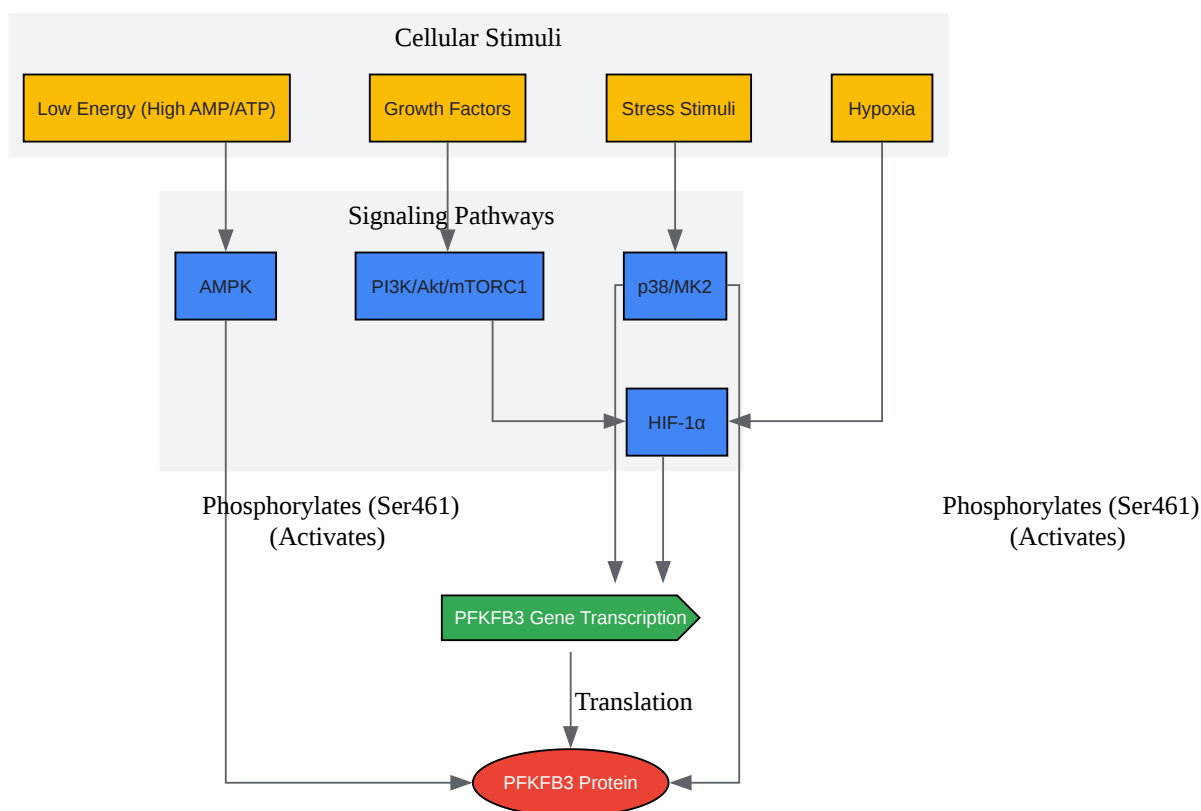 Cellular Stimuli
Low Energy (High AMP/ATP)
Growth Factors
Stress Stimuli
Hypoxia
Signaling Pathways
AMPK
PI3K/Akt/mTORC1
p38/MK2
HIF-1α
Phosphorylates (Ser461)
(Activates)
Phosphorylates (Ser461)
(Activates)
PFKFB3 Gene Transcription
Translation
PFKFB3 Protein